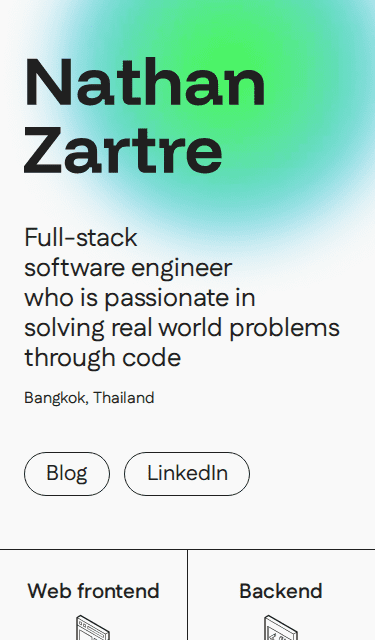 Nathan
Zartre
Full-stack
software engineer
who is passionate in
solving real world problems
through code
Bangkok, Thailand
Blog
LinkedIn
Web frontend
Backend